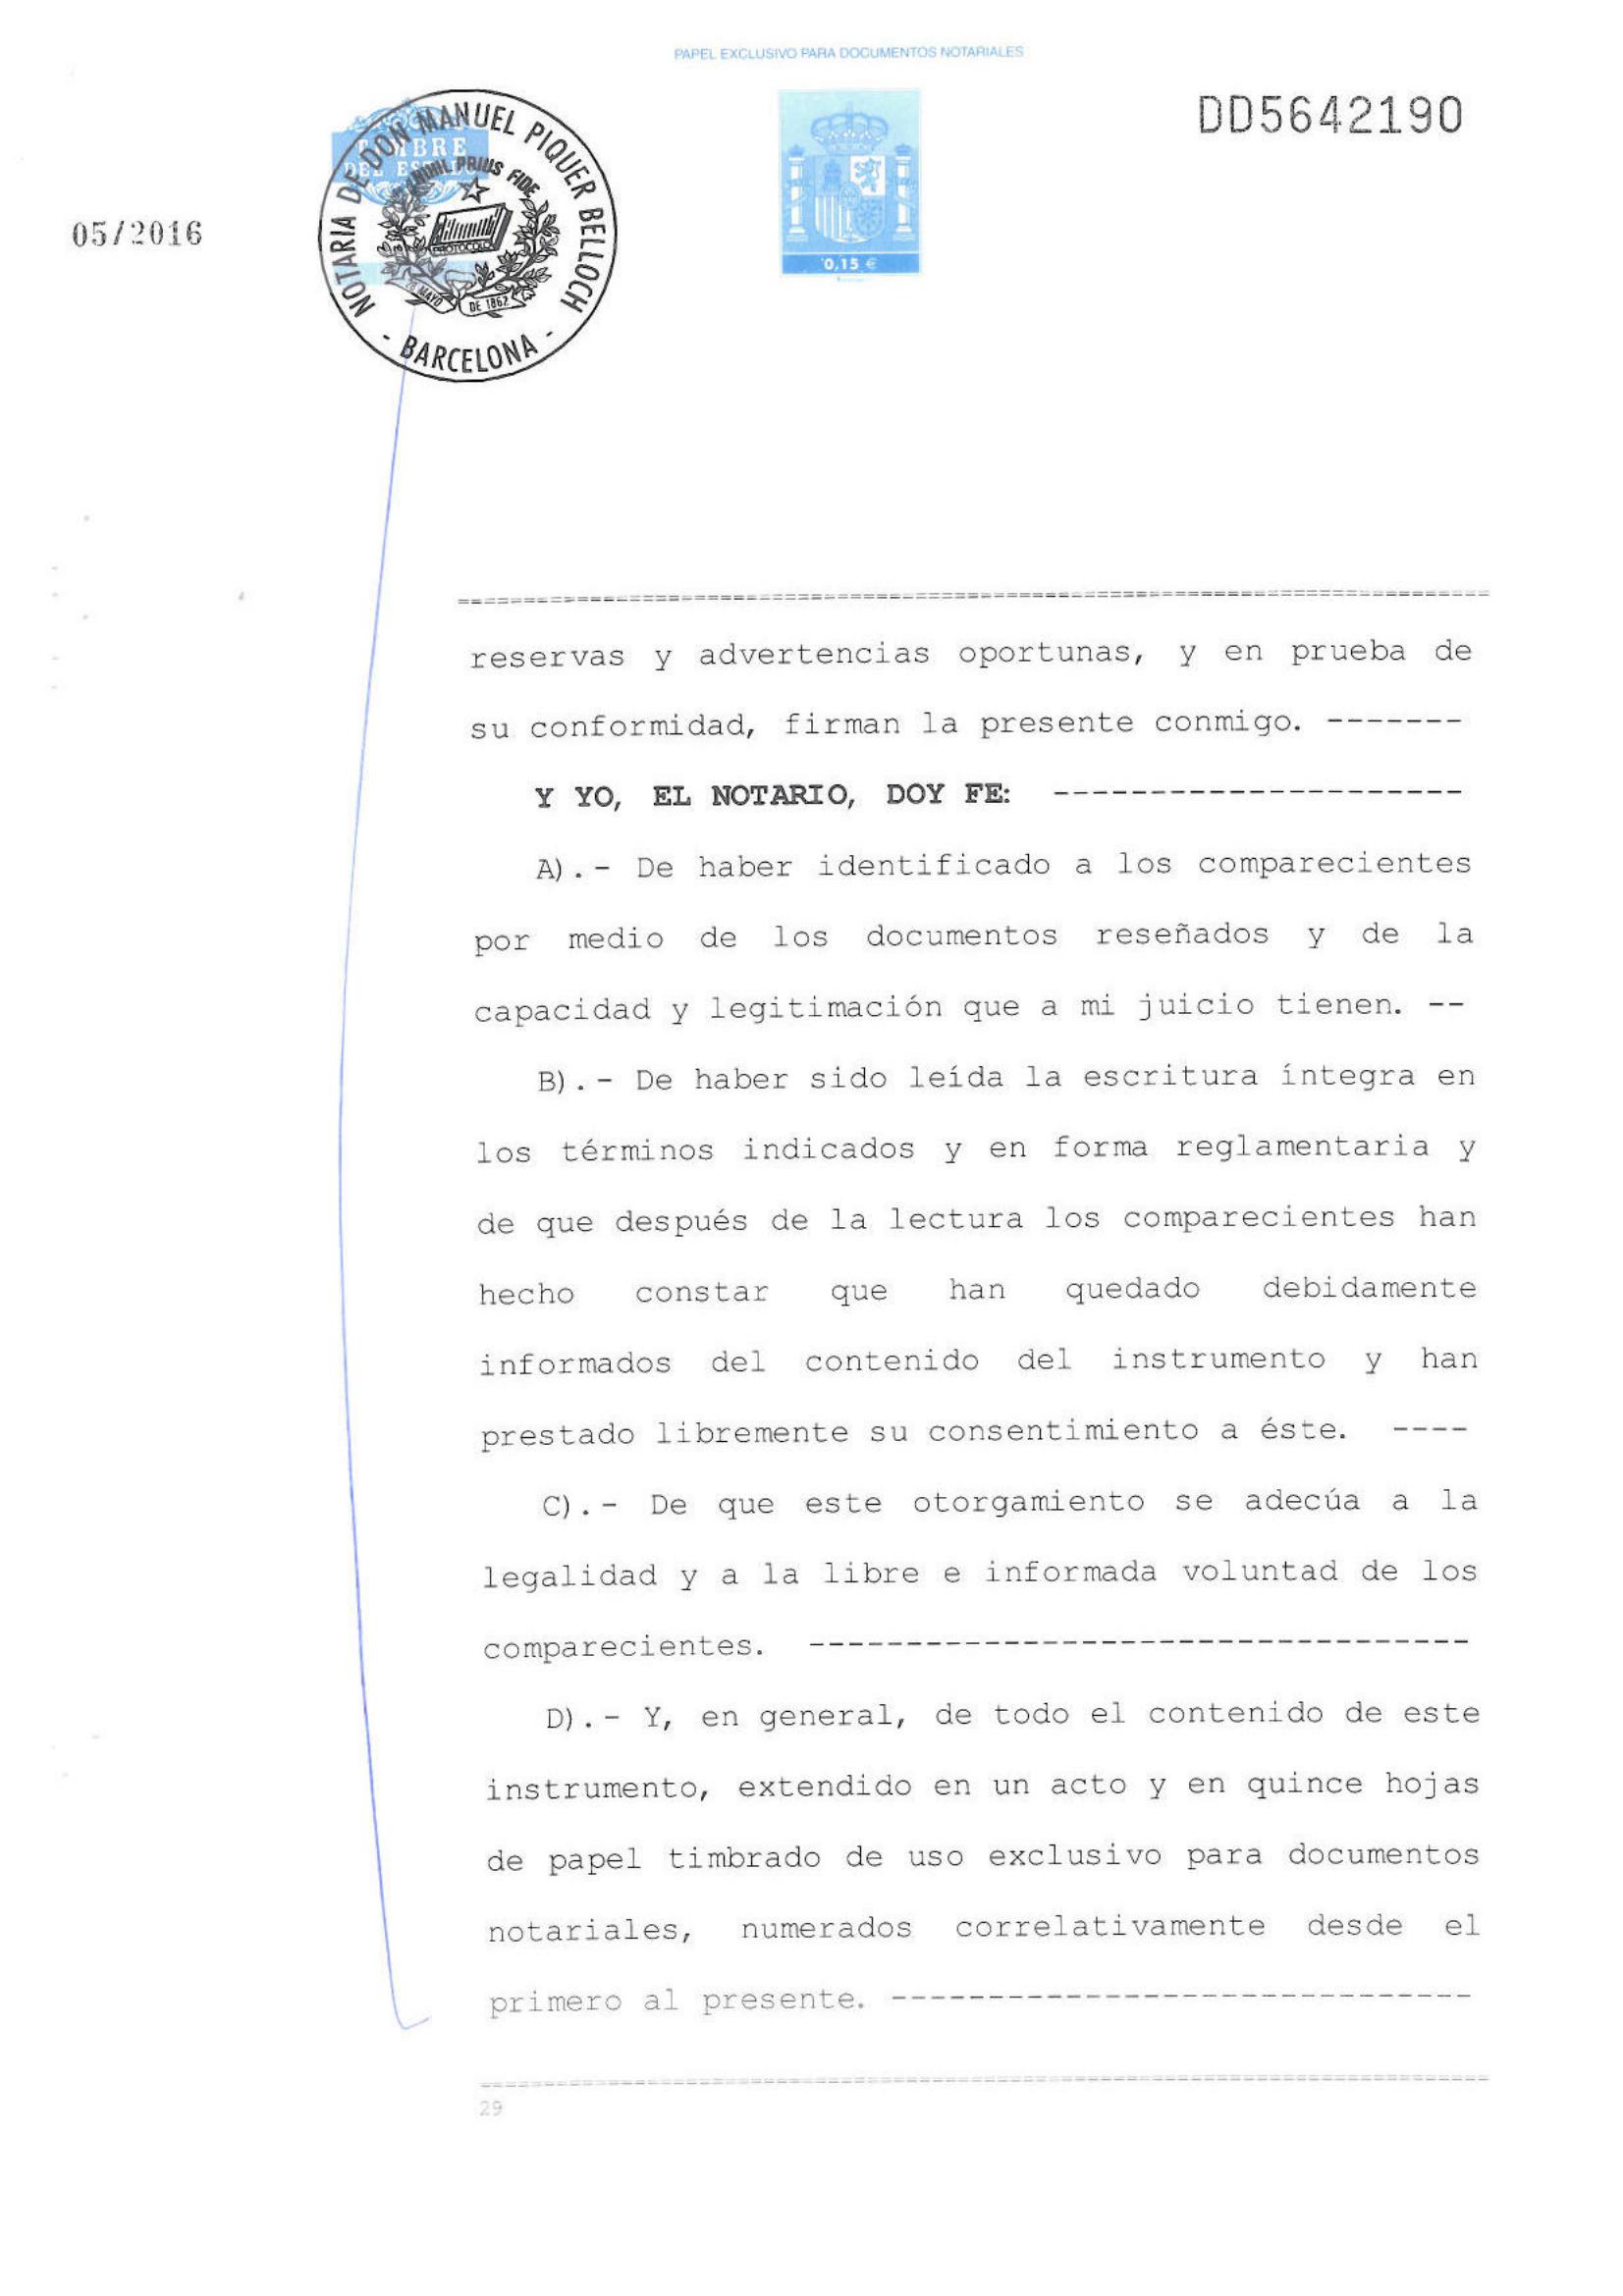 PAPEL EXCLUSIVO PARA DOCUMENTOS NOTARIALES
DD5642190
TIMBRE
DEL ESTADO
NOTARIA DE DON MANUEL PIQUER BELLOCH
PRIUS FIDE
PROTOCOLO
MAYO
DE 1862
- BARCELONA -
0,15 €
05/2016
reservas y advertencias oportunas, y en prueba de
su conformidad, firman la presente conmigo. -------
Y YO, EL NOTARIO, DOY FE: ---------------------
A).- De haber identificado a los comparecientes
por medio de los documentos reseñados y de la
capacidad y legitimación que a mi juicio tienen. --
B).- De haber sido leída la escritura íntegra en
los términos indicados y en forma reglamentaria y
de que después de la lectura los comparecientes han
hecho constar que han quedado debidamente
informados del contenido del instrumento y han
prestado libremente su consentimiento a éste. ----
C).- De que este otorgamiento se adecúa a la
legalidad y a la libre e informada voluntad de los
comparecientes. ----------------------------------
D).- Y, en general, de todo el contenido de este
instrumento, extendido en un acto y en quince hojas
de papel timbrado de uso exclusivo para documentos
notariales, numerados correlativamente desde el
primero al presente. ------------------------------
29